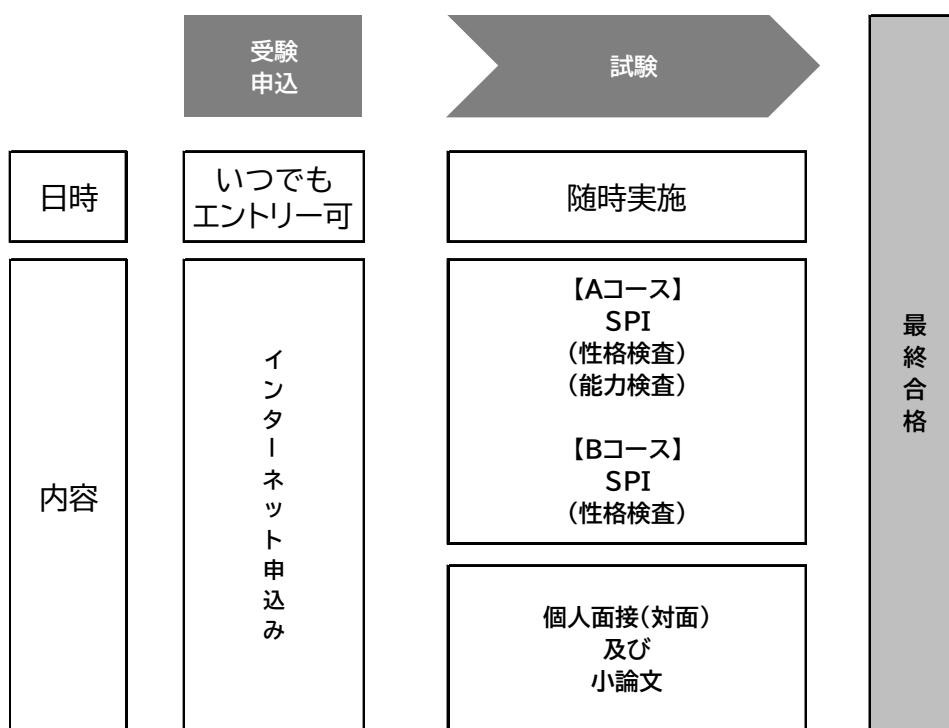 受験
申込
試験
日時
いつでも
エントリー可
随時実施
内容
インターネット申込み
【Aコース】
SPI
（性格検査）
（能力検査）
【Bコース】
SPI
（性格検査）
個人面接（対面）
及び
小論文
最終合格